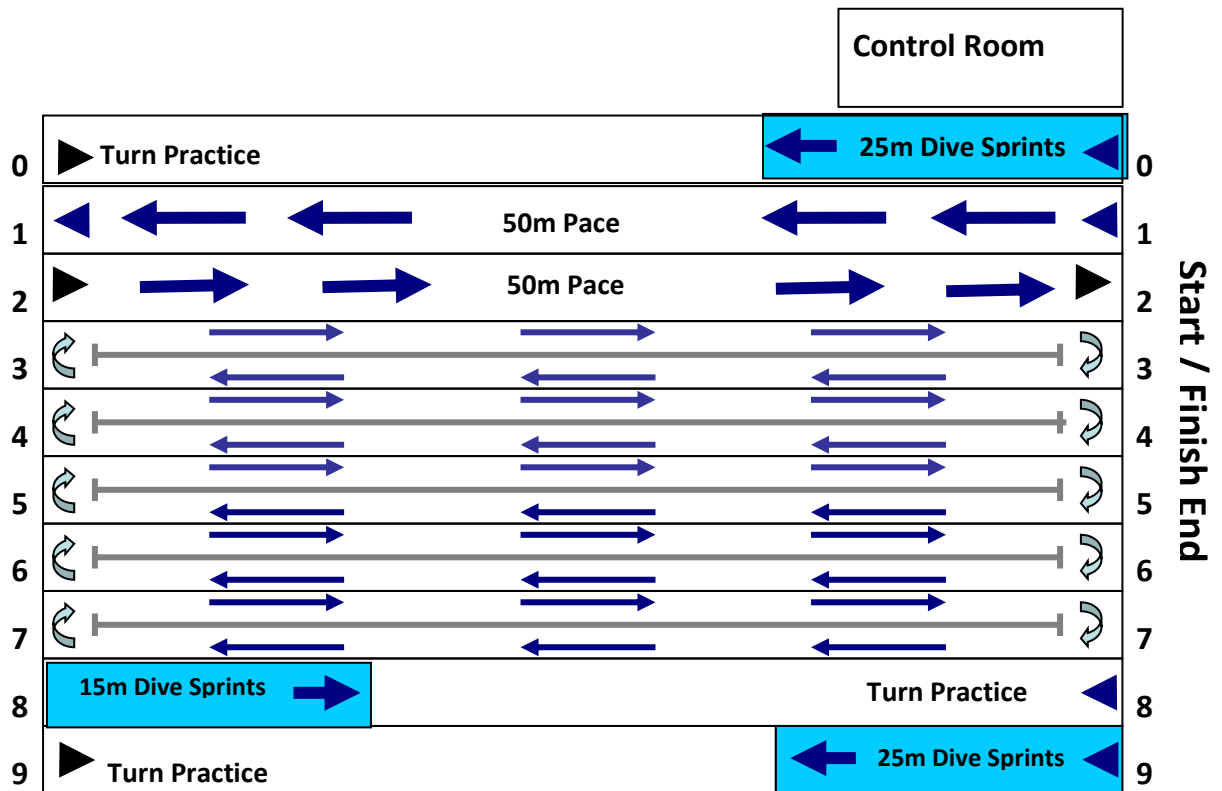 Control Room
0 Turn Practice 25m Dive Sprints 0
1 50m Pace 1
2 50m Pace 2
3 3
4 4
5 5
6 6
7 7
8 15m Dive Sprints Turn Practice 8
9 Turn Practice 25m Dive Sprints 9
Start / Finish End